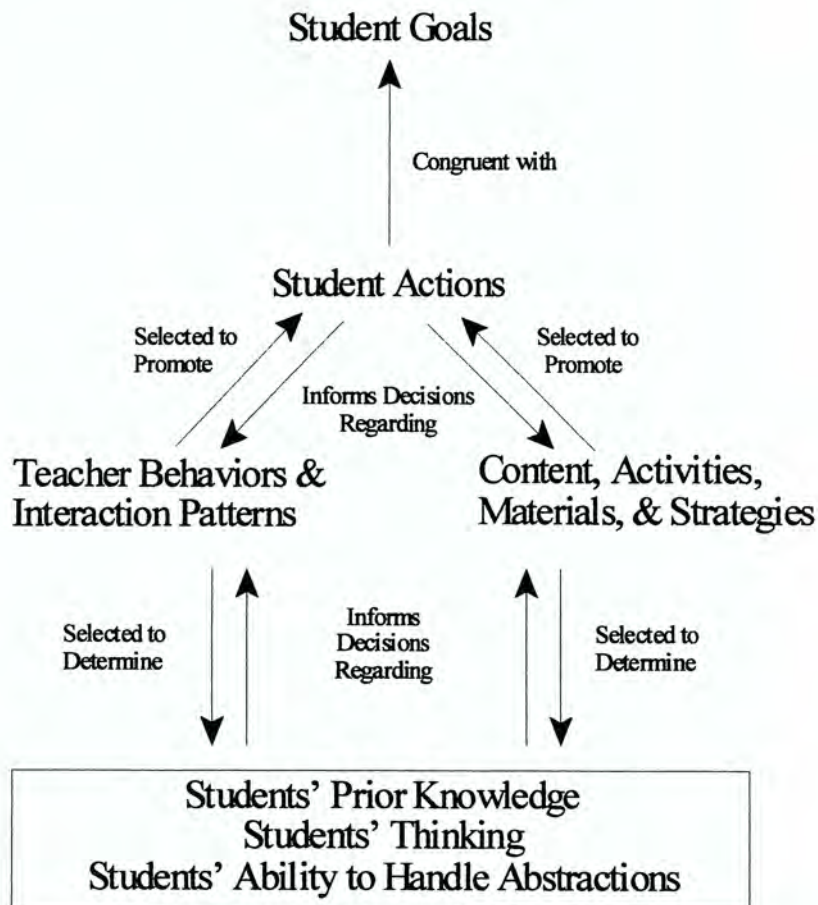 Student Goals
Congruent with
Student Actions
Selected to
Promote
Selected to
Promote
Informs Decisions
Regarding
Teacher Behaviors &
Interaction Patterns
Content, Activities,
Materials, & Strategies
Selected to
Determine
Informs
Decisions
Regarding
Selected to
Determine
Students' Prior Knowledge
Students' Thinking
Students' Ability to Handle Abstractions